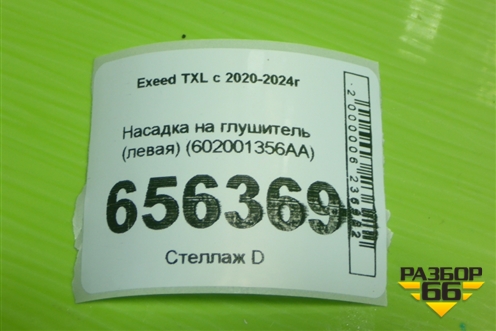 Exeed TXL с 2020-2024г
Насадка на глушитель
(левая) (602001356AA)
656369
Стеллаж D
РАЗБОР
66